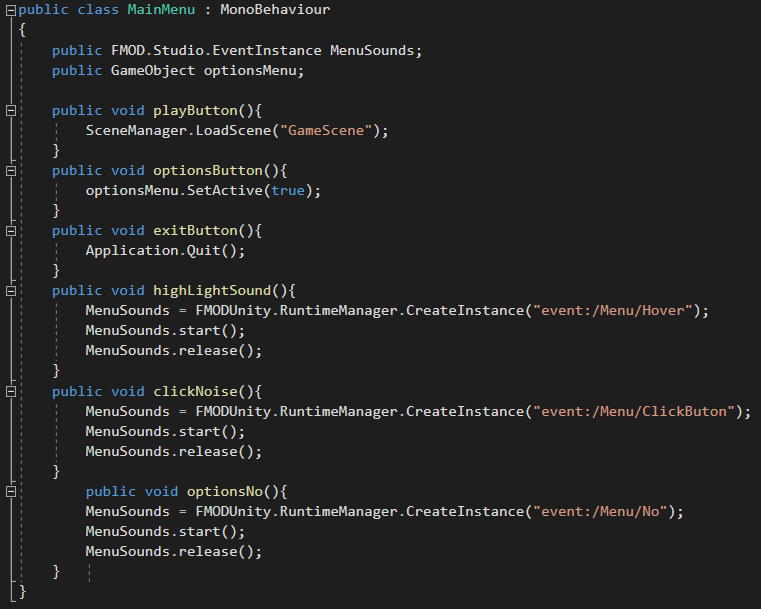 public class MainMenu : MonoBehaviour
{
    public FMOD.Studio.EventInstance MenuSounds;
    public GameObject optionsMenu;

    public void playButton(){
        SceneManager.LoadScene("GameScene");
    }
    public void optionsButton(){
        optionsMenu.SetActive(true);
    }
    public void exitButton(){
        Application.Quit();
    }
    public void highLightSound(){
        MenuSounds = FMODUnity.RuntimeManager.CreateInstance("event:/Menu/Hover");
        MenuSounds.start();
        MenuSounds.release();
    }
    public void clickNoise(){
        MenuSounds = FMODUnity.RuntimeManager.CreateInstance("event:/Menu/ClickButon");
        MenuSounds.start();
        MenuSounds.release();
    }
        public void optionsNo(){
        MenuSounds = FMODUnity.RuntimeManager.CreateInstance("event:/Menu/No");
        MenuSounds.start();
        MenuSounds.release();
    }
}